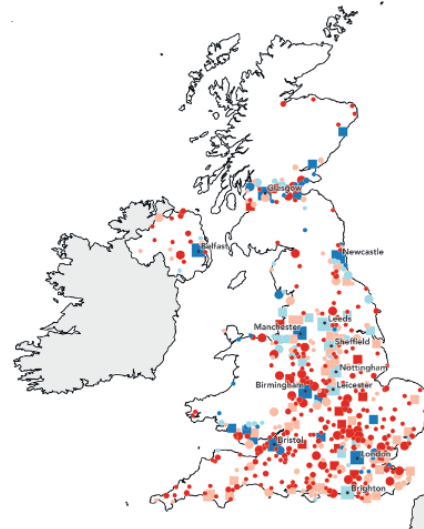 Glasgow
Belfast
Newcastle
Leeds
Manchester
Sheffield
Nottingham
Birmingham
Leicester
Bristol
London
Brighton